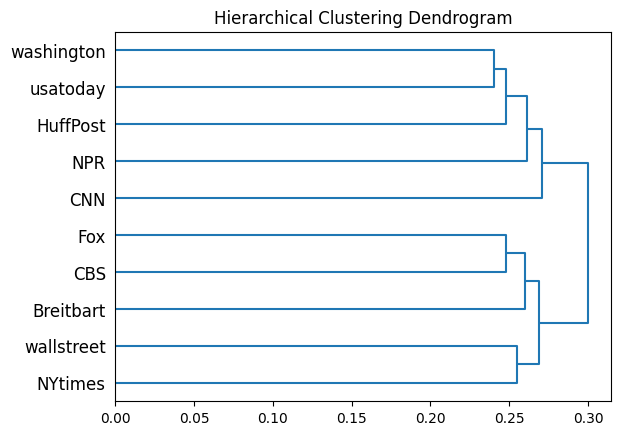 Hierarchical Clustering Dendrogram
washington
usatoday
HuffPost
NPR
CNN
Fox
CBS
Breitbart
wallstreet
NYtimes
0.00 0.05 0.10 0.15 0.20 0.25 0.30